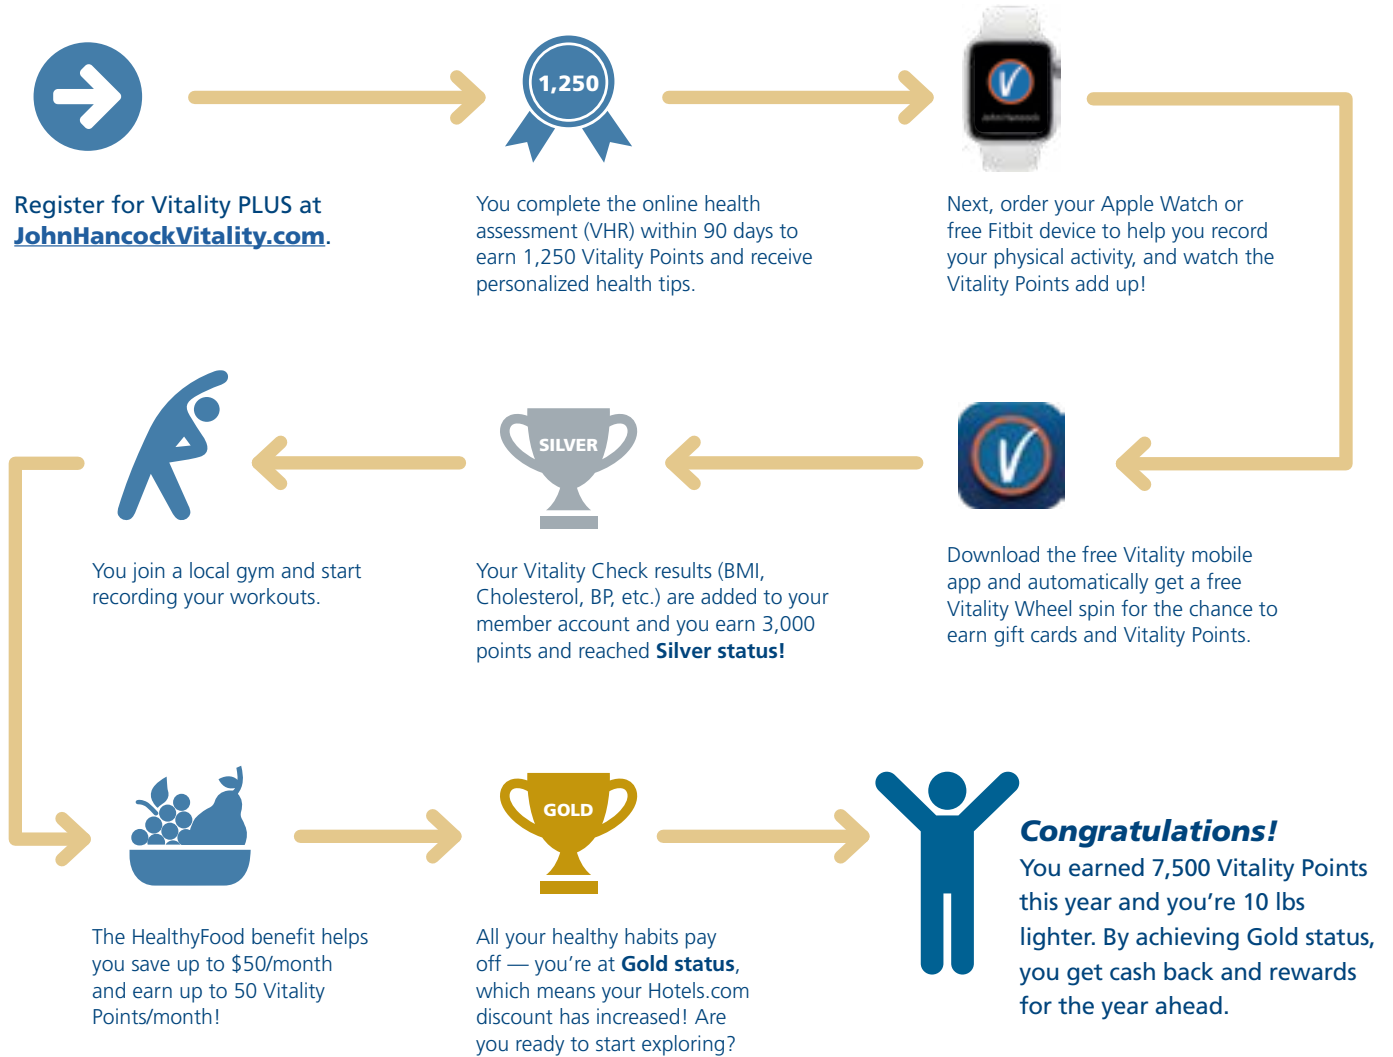 Register for Vitality PLUS at
JohnHancockVitality.com.
1,250
You complete the online health
assessment (VHR) within 90 days to
earn 1,250 Vitality Points and receive
personalized health tips.
John Hancock
Next, order your Apple Watch or
free Fitbit device to help you record
your physical activity, and watch the
Vitality Points add up!
Download the free Vitality mobile
app and automatically get a free
Vitality Wheel spin for the chance to
earn gift cards and Vitality Points.
SILVER
Your Vitality Check results (BMI,
Cholesterol, BP, etc.) are added to your
member account and you earn 3,000
points and reached Silver status!
You join a local gym and start
recording your workouts.
The HealthyFood benefit helps
you save up to $50/month
and earn up to 50 Vitality
Points/month!
GOLD
All your healthy habits pay
off — you’re at Gold status,
which means your Hotels.com
discount has increased! Are
you ready to start exploring?
Congratulations!
You earned 7,500 Vitality Points
this year and you’re 10 lbs
lighter. By achieving Gold status,
you get cash back and rewards
for the year ahead.